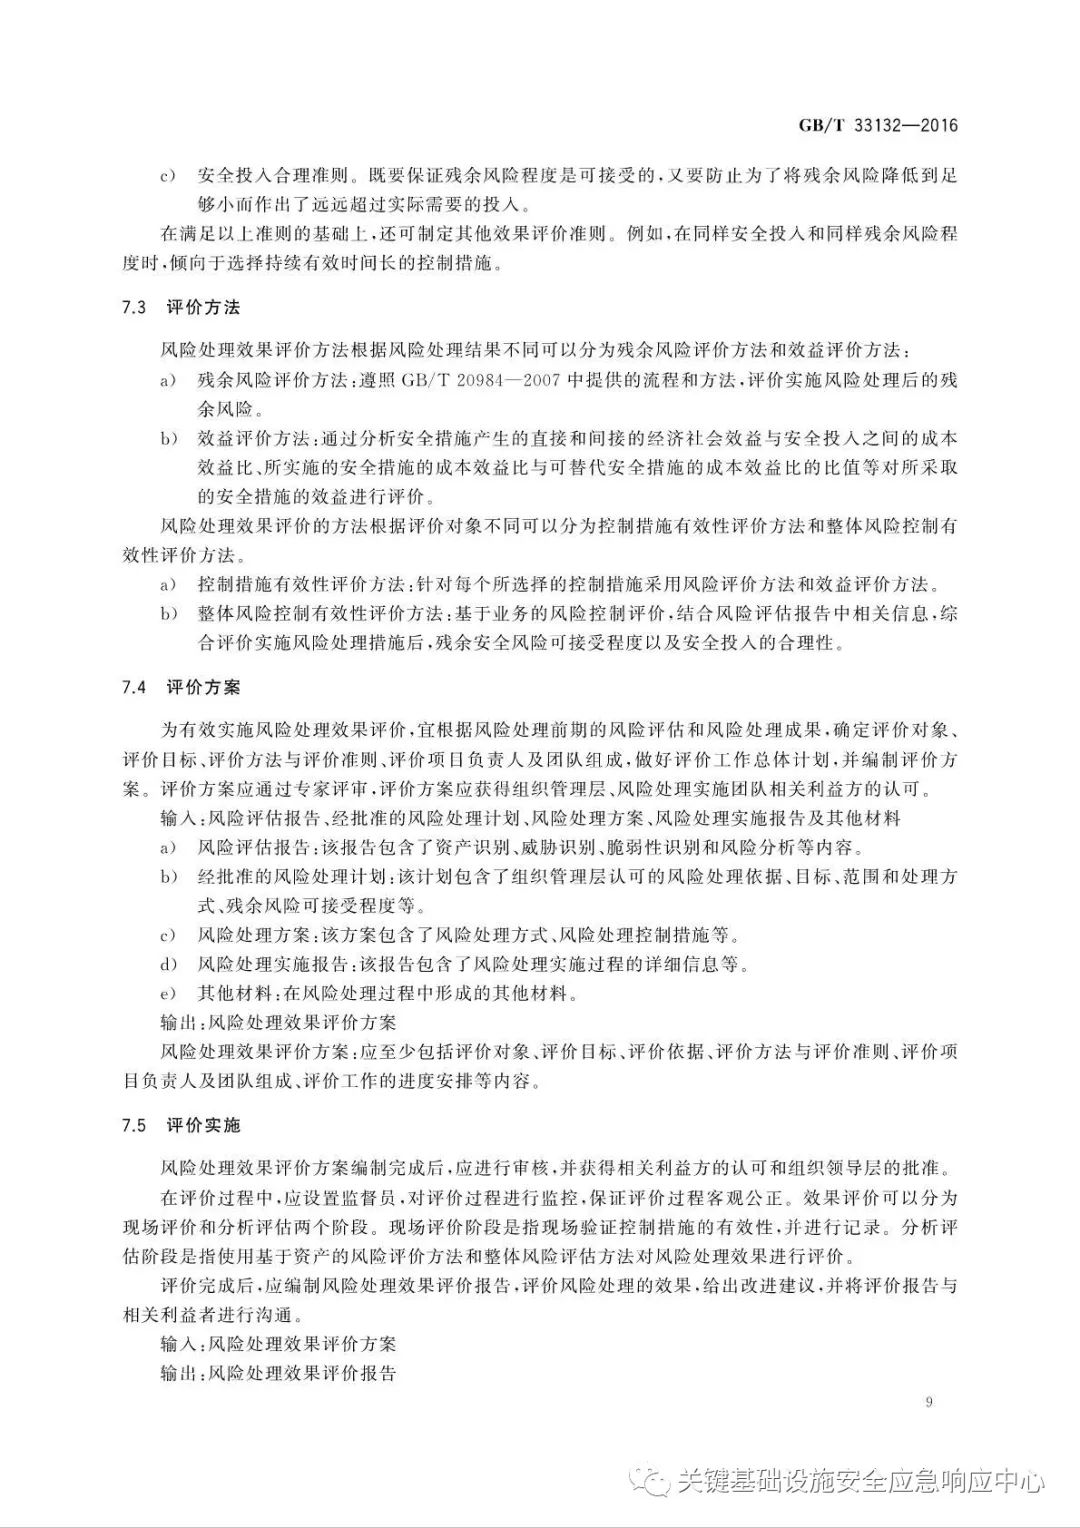 GB/T 33132—2016
c） 安全投入合理准则。既要保证残余风险程度是可接受的，又要防止为了将残余风险降低到足
够小而作出了远远超过实际需要的投入。
在满足以上准则的基础上，还可制定其他效果评价准则。例如，在同样安全投入和同样残余风险程
度时，倾向于选择持续有效时间长的控制措施。
7.3 评价方法
风险处理效果评价方法根据风险处理结果不同可以分为残余风险评价方法和效益评价方法：
a） 残余风险评价方法：遵照 GB/T 20984—2007 中提供的流程和方法，评价实施风险处理后的残
余风险。
b） 效益评价方法：通过分析安全措施产生的直接和间接的经济社会效益与安全投入之间的成本
效益比、所实施的安全措施的成本效益比与可替代安全措施的成本效益比的比值等对所采取
的安全措施的效益进行评价。
风险处理效果评价的方法根据评价对象不同可以分为控制措施有效性评价方法和整体风险控制有
效性评价方法。
a） 控制措施有效性评价方法：针对每个所选择的控制措施采用风险评价方法和效益评价方法。
b） 整体风险控制有效性评价方法：基于业务的风险控制评价，结合风险评估报告中相关信息，综
合评价实施风险处理措施后，残余安全风险可接受程度以及安全投入的合理性。
7.4 评价方案
为有效实施风险处理效果评价，宜根据风险处理前期的风险评估和风险处理成果，确定评价对象、
评价目标、评价方法与评价准则、评价项目负责人及团队组成，做好评价工作总体计划，并编制评价方
案。评价方案应通过专家评审，评价方案应获得组织管理层、风险处理实施团队相关利益方的认可。
输入：风险评估报告、经批准的风险处理计划、风险处理方案、风险处理实施报告及其他材料
a） 风险评估报告：该报告包含了资产识别、威胁识别、脆弱性识别和风险分析等内容。
b） 经批准的风险处理计划：该计划包含了组织管理层认可的风险处理依据、目标、范围和处理方
式、残余风险可接受程度等。
c） 风险处理方案：该方案包含了风险处理方式、风险处理控制措施等。
d） 风险处理实施报告：该报告包含了风险处理实施过程的详细信息等。
e） 其他材料：在风险处理过程中形成的其他材料。
输出：风险处理效果评价方案
风险处理效果评价方案：应至少包括评价对象、评价目标、评价依据、评价方法与评价准则、评价项
目负责人及团队组成、评价工作的进度安排等内容。
7.5 评价实施
风险处理效果评价方案编制完成后，应进行审核，并获得相关利益方的认可和组织领导层的批准。
在评价过程中，应设置监督员，对评价过程进行监控，保证评价过程客观公正。效果评价可以分为
现场评价和分析评估两个阶段。现场评价阶段是指现场验证控制措施的有效性，并进行记录。分析评
估阶段是指使用基于资产的风险评价方法和整体风险评估方法对风险处理效果进行评价。
评价完成后，应编制风险处理效果评价报告，评价风险处理的效果，给出改进建议，并将评价报告与
相关利益者进行沟通。
输入：风险处理效果评价方案
输出：风险处理效果评价报告
9
关键基础设施安全应急响应中心